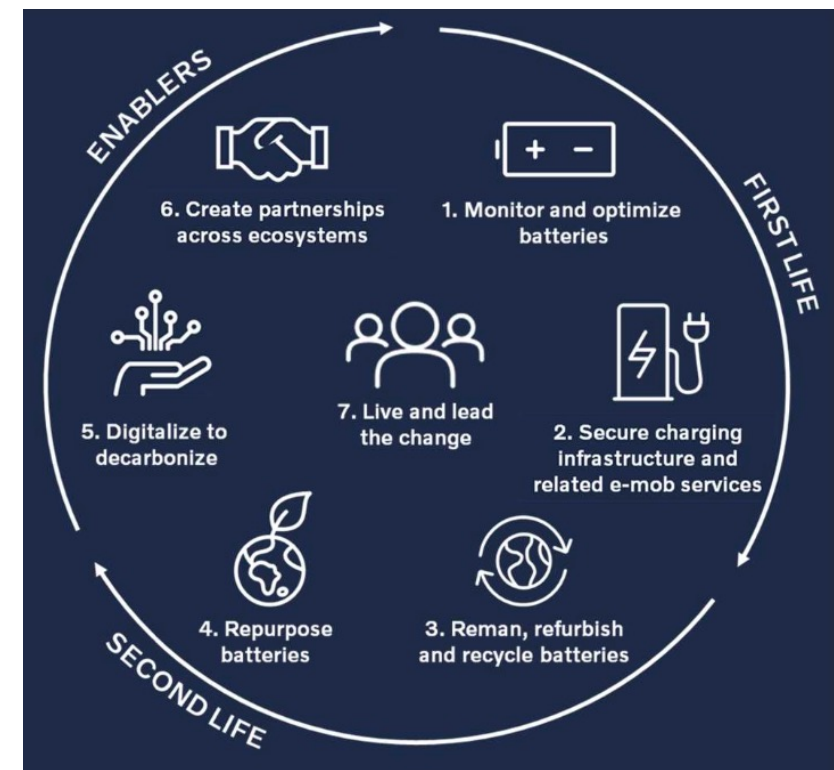 ENABLERS
6. Create partnerships
across ecosystems
1. Monitor and optimize
batteries
FIRST LIFE
5. Digitalize to
decarbonize
7. Live and lead
the change
2. Secure charging
infrastructure and
related e-mob services
4. Repurpose
batteries
3. Reman, refurbish
and recycle batteries
SECOND LIFE